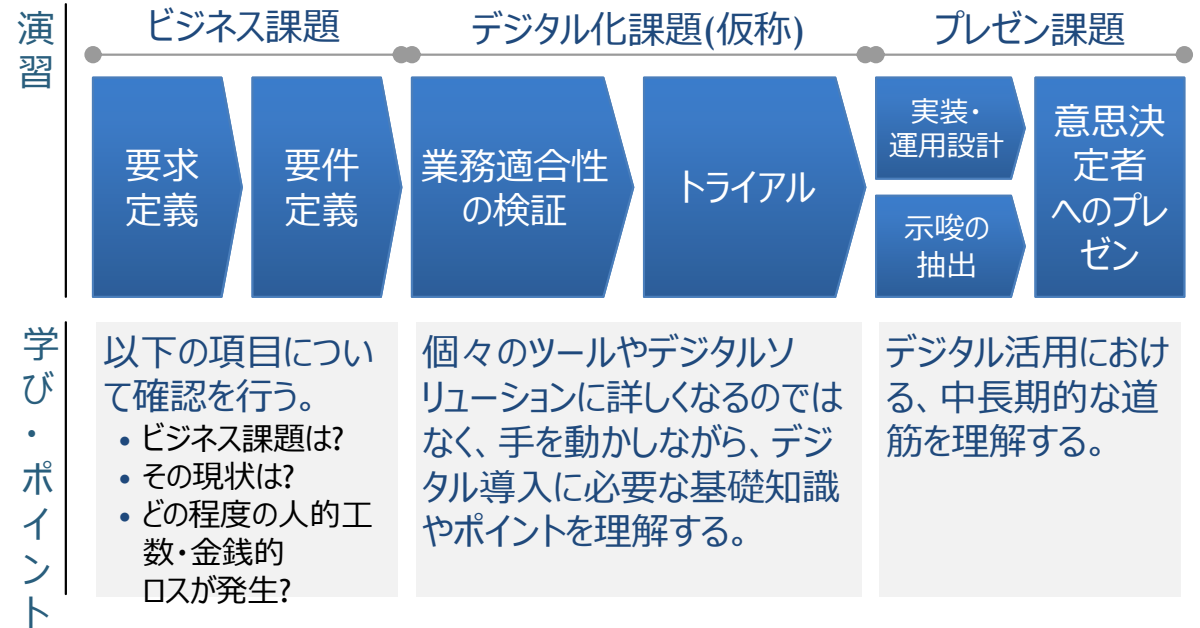 演習
ビジネス課題
デジタル化課題(仮称)
プレゼン課題
要求
定義
要件
定義
業務適合性
の検証
トライアル
実装・
運用設計
示唆の
抽出
意思決
定者
へのプレ
ゼン
学び・ポイント
以下の項目につい
て確認を行う。
• ビジネス課題は?
• その現状は?
• どの程度の人的工
数・金銭的
ロスが発生?
個々のツールやデジタルソ
リューションに詳しくなるのでは
なく、手を動かしながら、デジ
タル導入に必要な基礎知識
やポイントを理解する。
デジタル活用におけ
る、中長期的な道
筋を理解する。